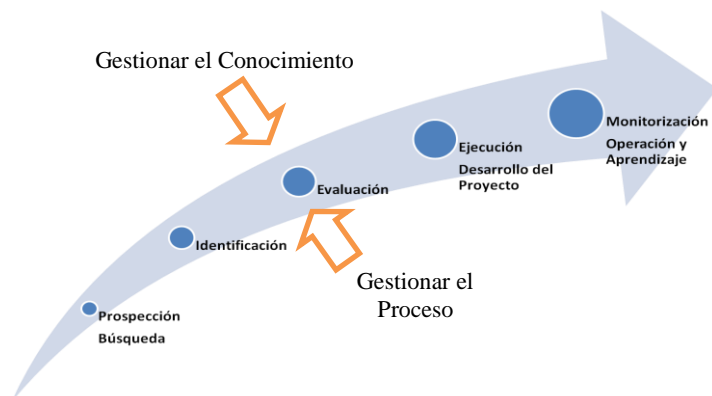 Gestionar el Conocimiento
Monitorización
Operación y
Aprendizaje
Ejecución
Desarrollo del
Proyecto
Evaluación
Identificación
Gestionar el
Proceso
Prospección
Búsqueda